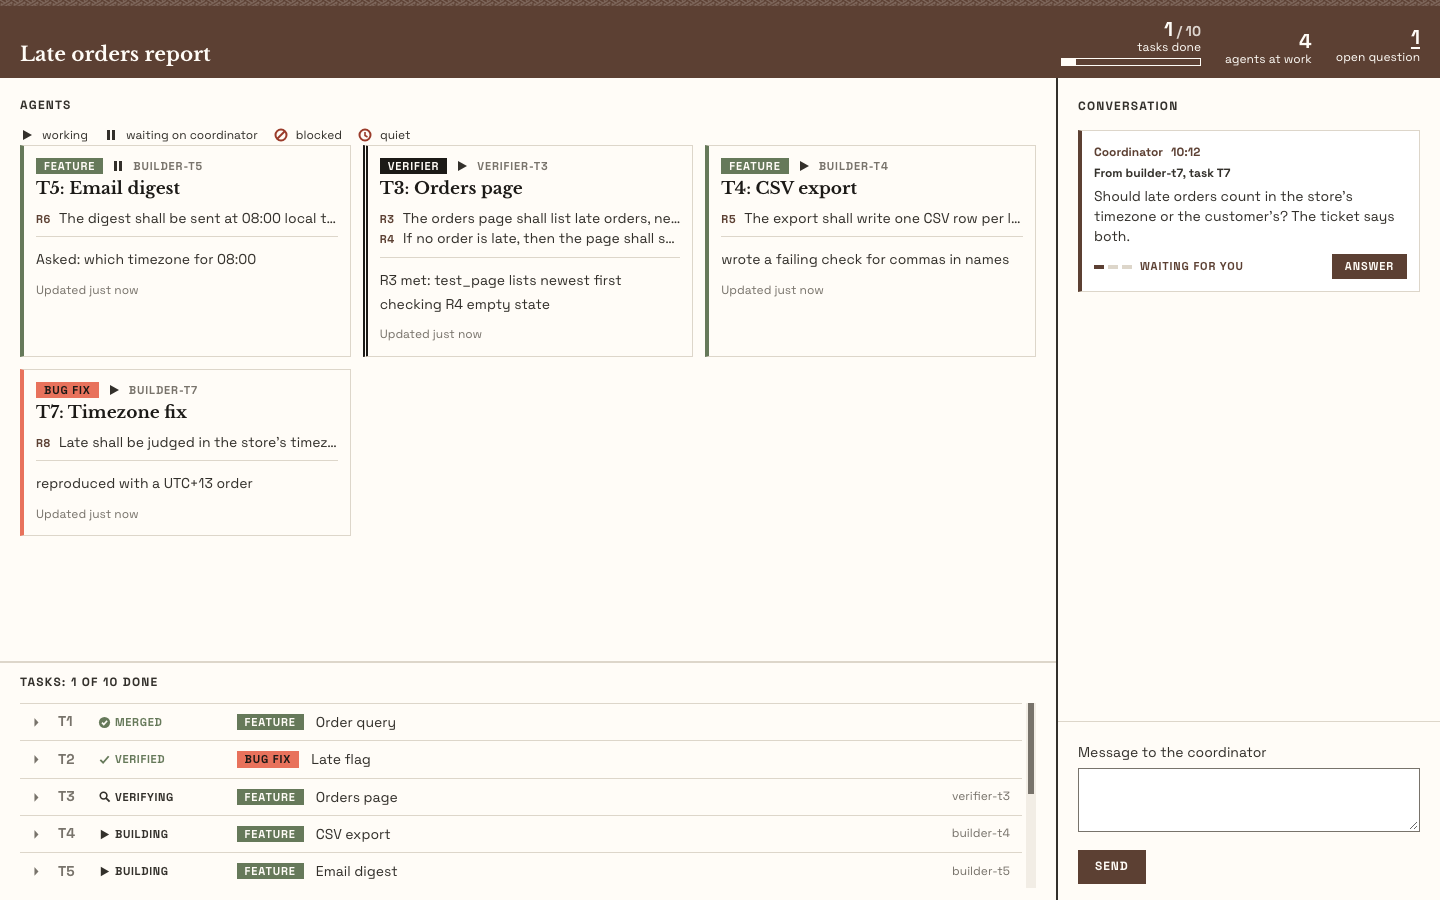 Late orders report
1 / 10
tasks done
4
agents at work
1
open question
AGENTS
working
waiting on coordinator
blocked
quiet
FEATURE BUILDER-T5
T5: Email digest
R6 The digest shall be sent at 08:00 local t...
Asked: which timezone for 08:00
Updated just now
VERIFIER VERIFIER-T3
T3: Orders page
R3 The orders page shall list late orders, ne...
R4 If no order is late, then the page shall s...
R3 met: test_page lists newest first
checking R4 empty state
Updated just now
FEATURE BUILDER-T4
T4: CSV export
R5 The export shall write one CSV row per l...
wrote a failing check for commas in names
Updated just now
BUG FIX BUILDER-T7
T7: Timezone fix
R8 Late shall be judged in the store's timez...
reproduced with a UTC+13 order
Updated just now
TASKS: 1 OF 10 DONE
T1 MERGED FEATURE Order query
T2 VERIFIED BUG FIX Late flag
T3 VERIFYING FEATURE Orders page verifier-t3
T4 BUILDING FEATURE CSV export builder-t4
T5 BUILDING FEATURE Email digest builder-t5
CONVERSATION
Coordinator 10:12
From builder-t7, task T7
Should late orders count in the store's
timezone or the customer's? The ticket says
both.
WAITING FOR YOU
ANSWER
Message to the coordinator
SEND